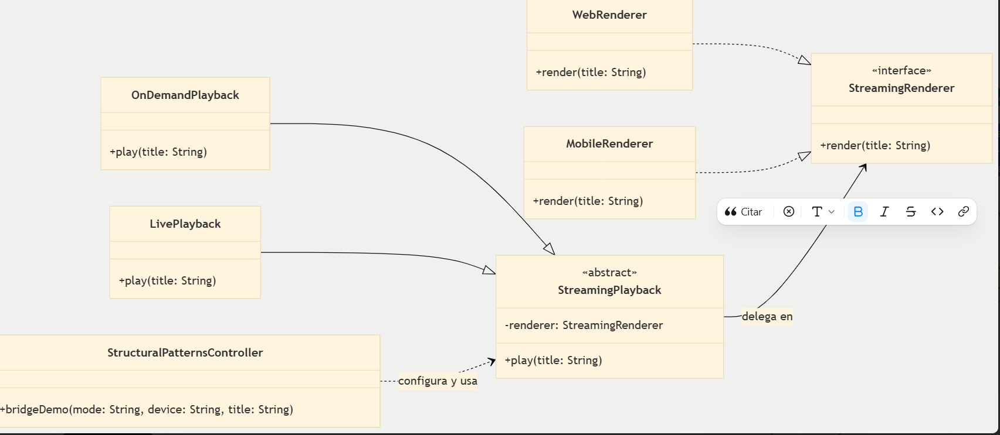 WebRenderer
+render(title: String)
«interface»
StreamingRenderer
+render(title: String)
OnDemandPlayback
+play(title: String)
MobileRenderer
+render(title: String)
Citar
LivePlayback
+play(title: String)
«abstract»
StreamingPlayback
-renderer: StreamingRenderer
+play(title: String)
delega en
StructuralPatternsController
+bridgeDemo(mode: String, device: String, title: String)
configura y usa